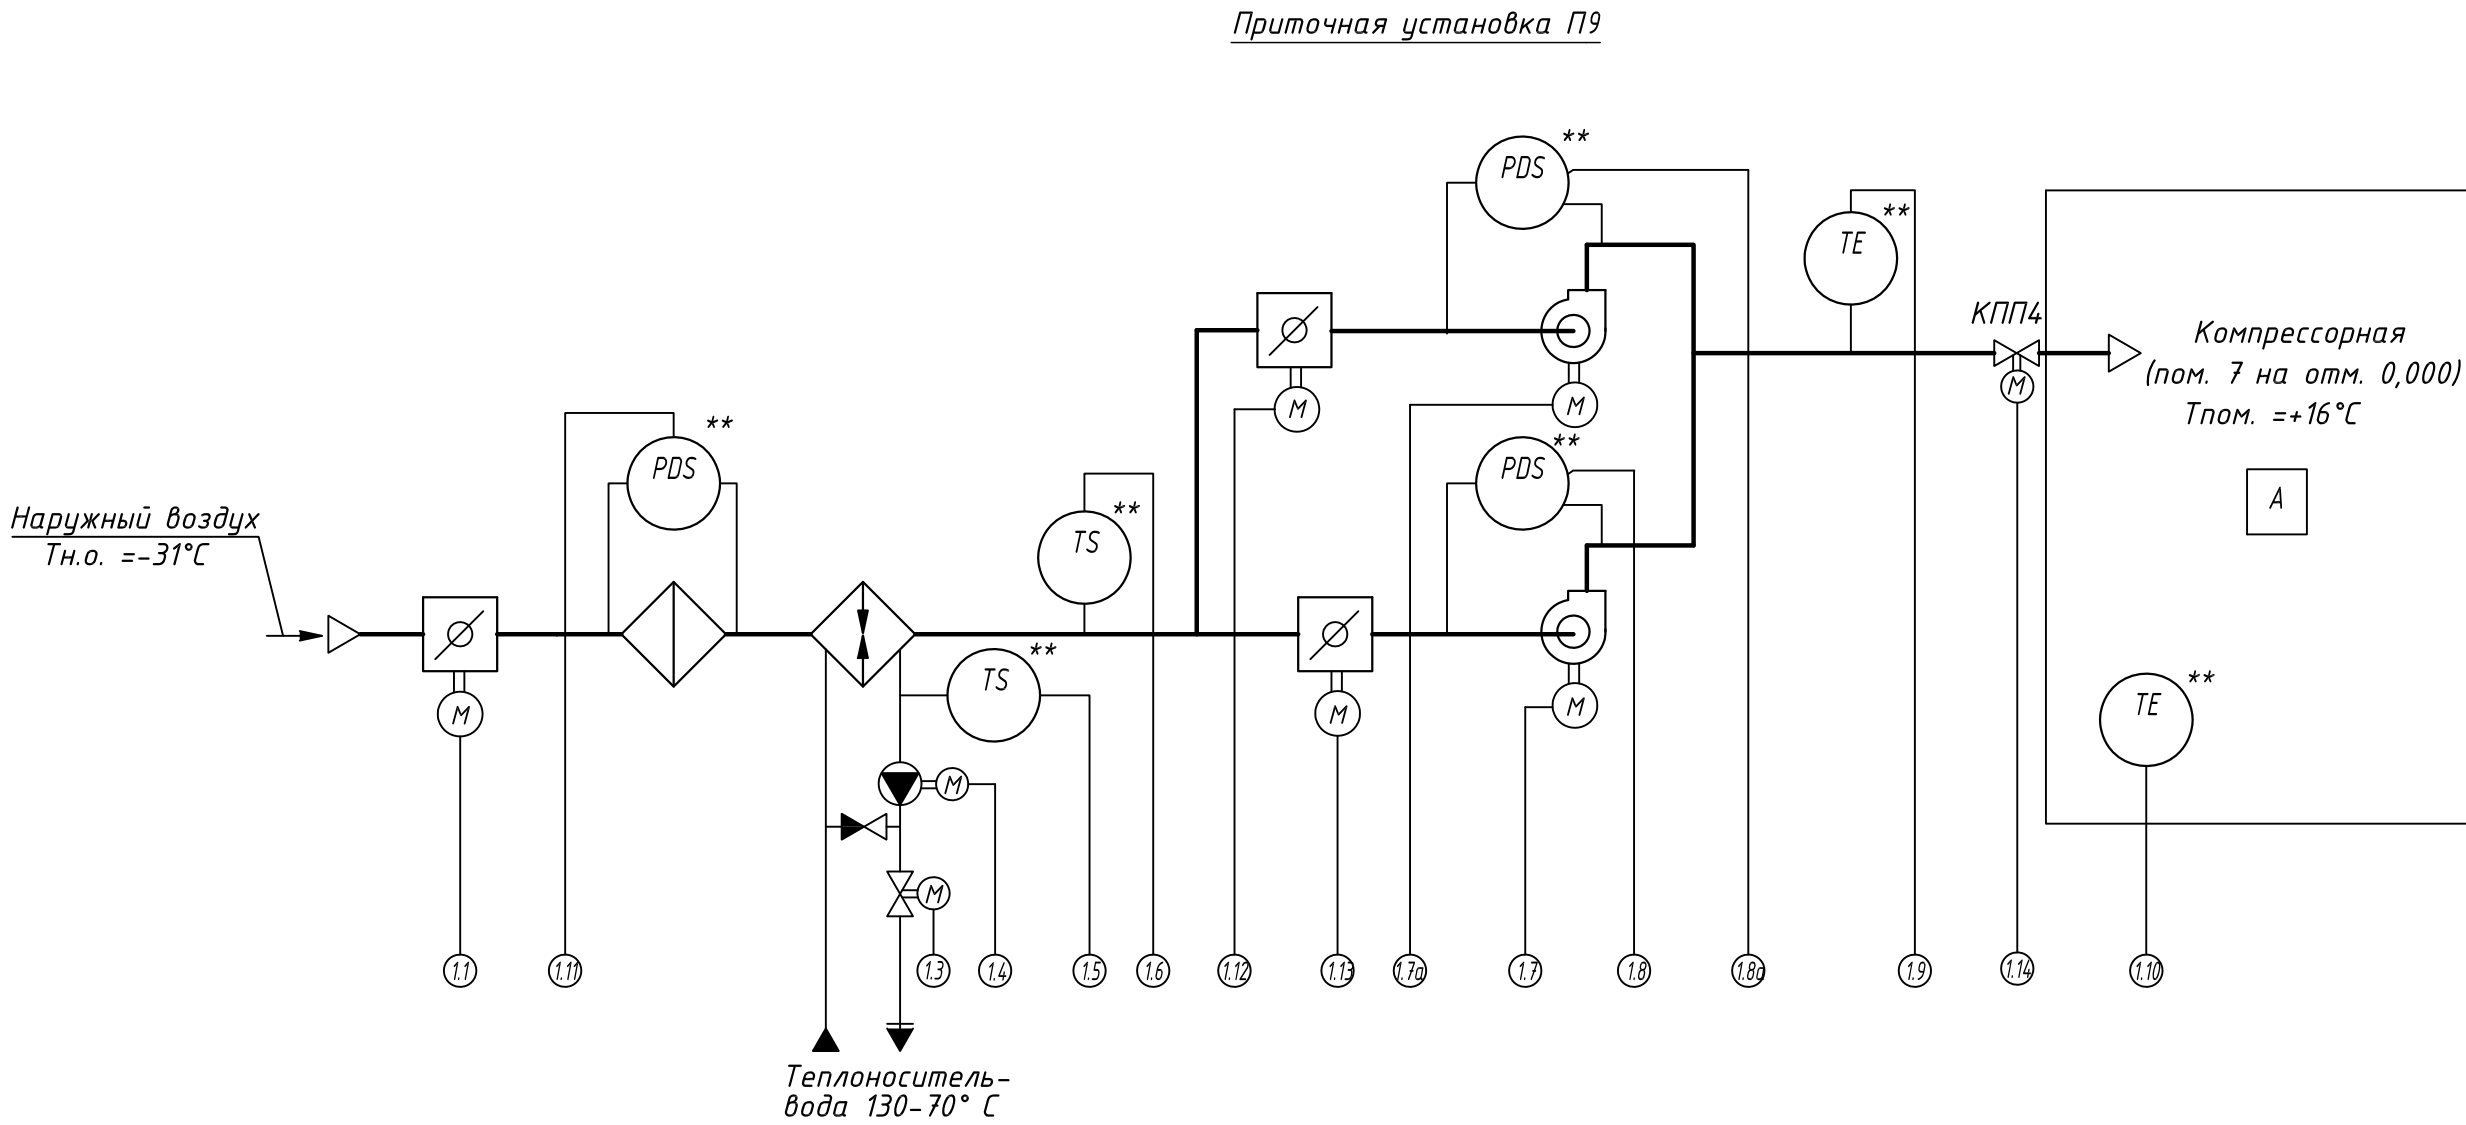 Приточная установка П9
**
PDS
**
TE
КПП4
Компрессорная
(пом. 7 на отм. 0,000)
Тпом. =+16°С
М
М
М
**
PDS
**
PDS
А
**
TS
Наружный воздух
Тн.о. =-31°С
**
TS
**
TE
М
М
М
М
М
1.1
1.11
1.3
1.4
1.5
1.6
1.12
1.13
1.7а
1.7
1.8
1.8а
1.9
1.14
1.10
Теплоноситель-
вода 130-70° С